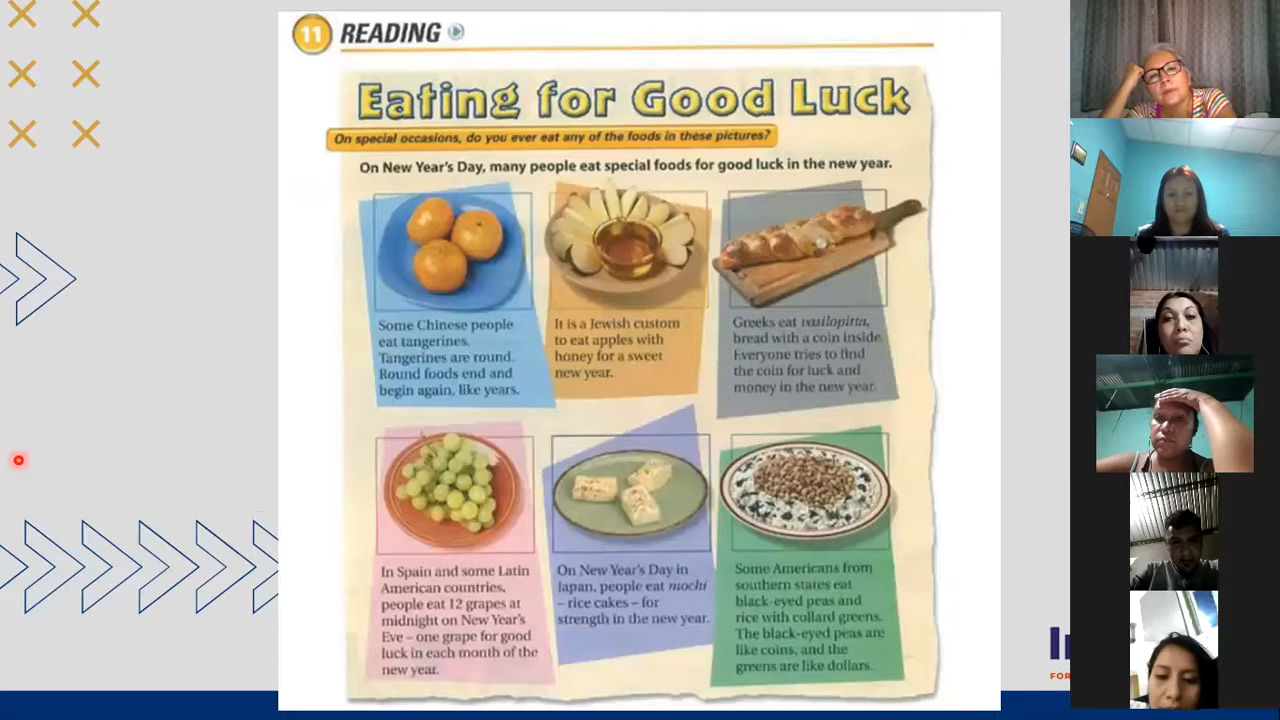 11 READING
Eating for Good Luck
On special occasions, do you ever eat any of the foods in these pictures?
On New Year's Day, many people eat special foods for good luck in the new year.
Some Chinese people
eat tangerines.
Tangerines are round.
Round foods end and
begin again, like years.
It is a Jewish custom
to eat apples with
honey for a sweet
new year.
Greeks eat vasilopitta,
bread with a coin inside.
Everyone tries to find
the coin for luck and
money in the new year.
In Spain and some Latin
American countries,
people eat 12 grapes at
midnight on New Year's
Eve – one grape for good
luck in each month of the
new year.
On New Year's Day in
Japan, people eat mochi
– rice cakes – for
strength in the new year.
Some Americans from
southern states eat
black-eyed peas and
rice with collard greens.
The black-eyed peas are
like coins, and the
greens are like dollars.